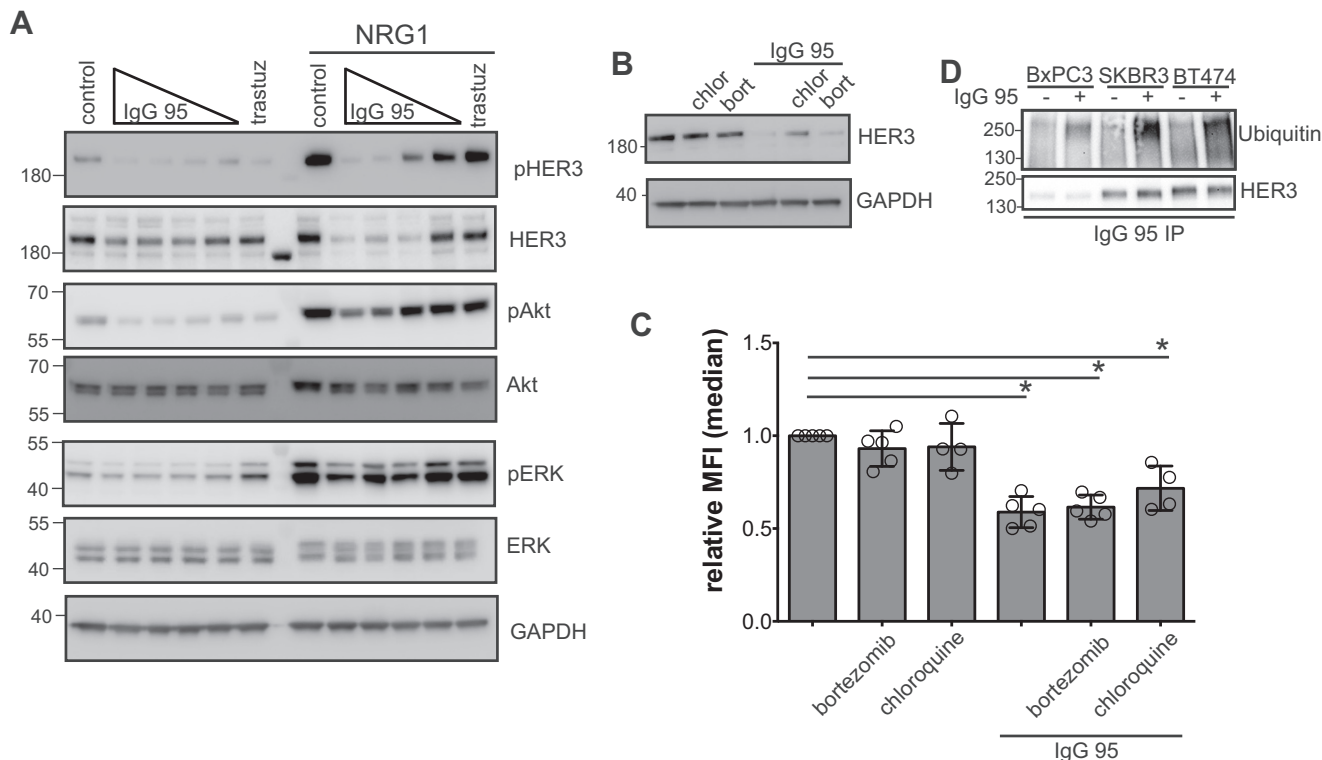 A
NRG1
control
IgG 95
trastuz
control
IgG 95
trastuz
180
pHER3
180
HER3
70
pAkt
55
70
Akt
55
55
pERK
40
55
ERK
40
40
GAPDH
B
IgG 95
chlor
bort
chlor
bort
180
HER3
40
GAPDH
D
BxPC3 SKBR3 BT474
IgG 95 - + - + - +
250
Ubiquitin
130
250
HER3
130
IgG 95 IP
C
relative MFI (median)
1.5
1.0
0.5
0.0
*
*
*
bortezomib
chloroquine
bortezomib
chloroquine
IgG 95